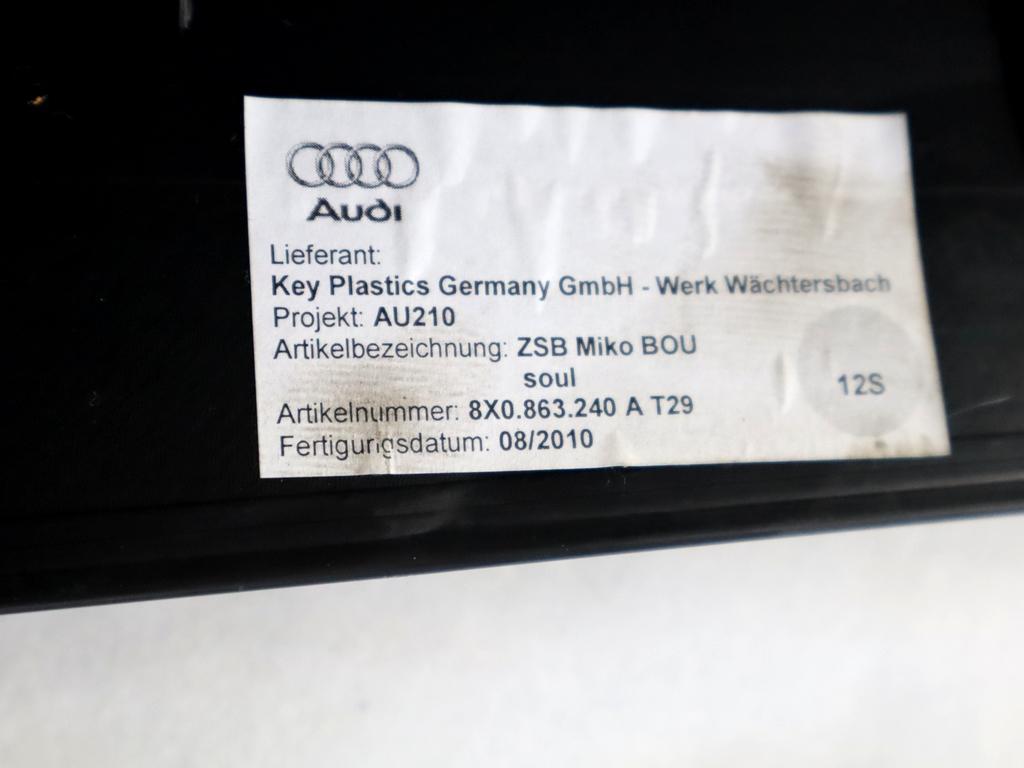 Audi
Lieferant:
Key Plastics Germany GmbH - Werk Wächtersbach
Projekt: AU210
Artikelbezeichnung: ZSB Miko BOU
soul
12S
Artikelnummer: 8X0.863.240 A T29
Fertigungsdatum: 08/2010